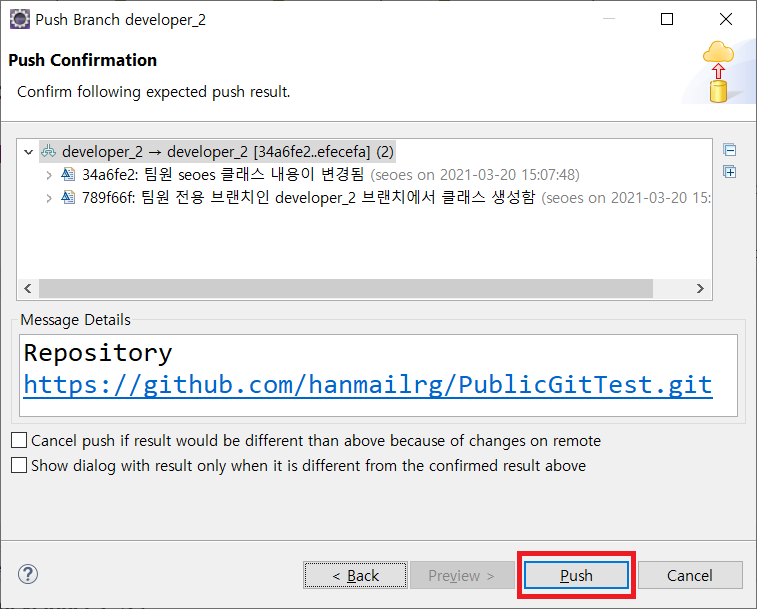 Push Branch developer_2
Push Confirmation
Confirm following expected push result.
developer_2 → developer_2 [34a6fe2..efecefa] (2)
34a6fe2: 팀원 seoes 클래스 내용이 변경됨 (seoes on 2021-03-20 15:07:48)
789f66f: 팀원 전용 브랜치인 developer_2 브랜치에서 클래스 생성함 (seoes on 2021-03-20 15:
Message Details
Repository
https://github.com/hanmailrg/PublicGitTest.git
Cancel push if result would be different than above because of changes on remote
Show dialog with result only when it is different from the confirmed result above
< Back Preview > Push Cancel